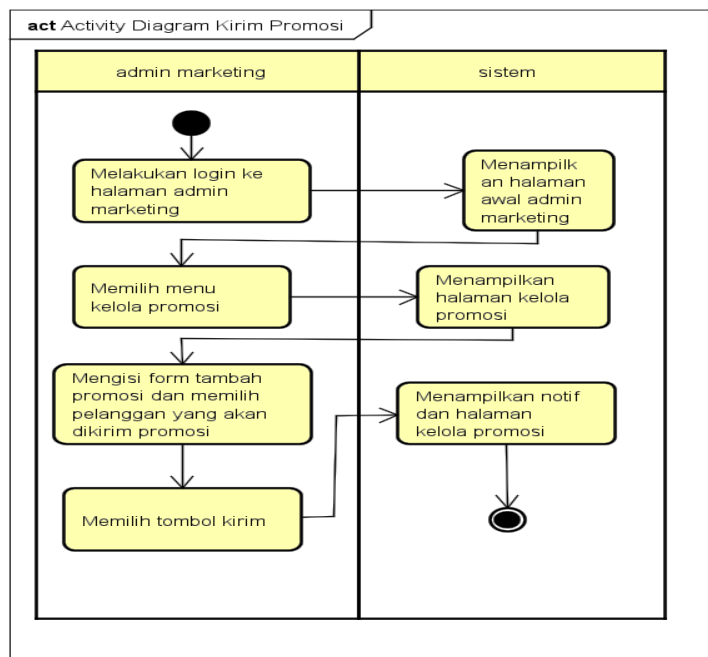 act Activity Diagram Kirim Promosi
admin marketing
sistem
Melakukan login ke
halaman admin
marketing
Menampilk
an halaman
awal admin
marketing
Memilih menu
kelola promosi
Menampilkan
halaman kelola
promosi
Mengisi form tambah
promosi dan memilih
pelanggan yang akan
dikirim promosi
Menampilkan notif
dan halaman
kelola promosi
Memilih tombol kirim